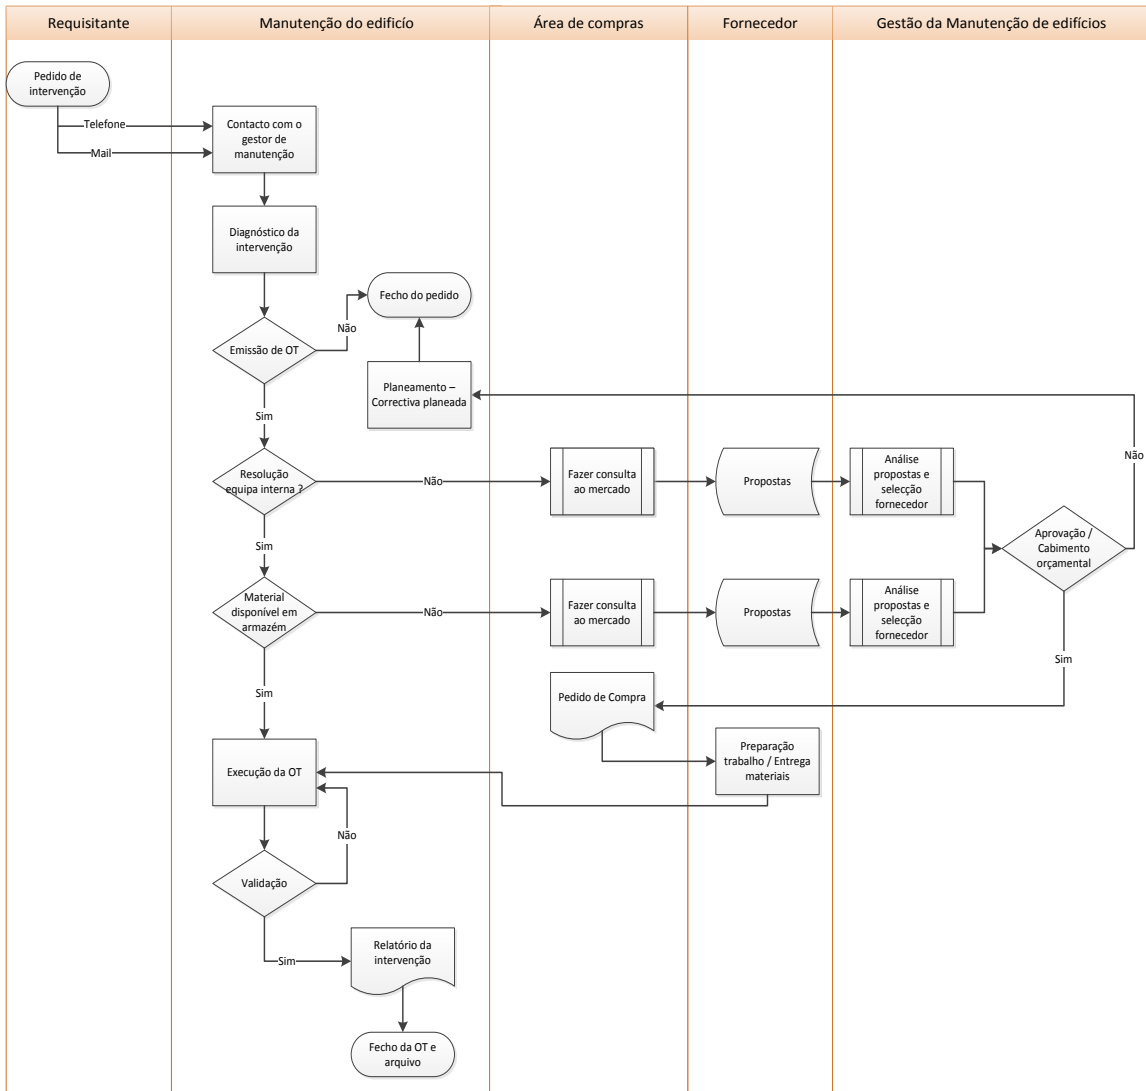 Requisitante
Manutenção do edifício
Área de compras
Fornecedor
Gestão da Manutenção de edifícios
Pedido de
intervenção
Telefone
Mail
Contacto com o
gestor de
manutenção
Diagnóstico da
intervenção
Fecho do pedido
Não
Emissão de OT
Planeamento –
Correctiva planeada
Sim
Não
Resolução
equipa interna ?
Não
Fazer consulta
ao mercado
Propostas
Análise
propostas e
selecção
fornecedor
Aprovação /
Cabimento
orçamental
Sim
Material
disponível em
armazém
Não
Fazer consulta
ao mercado
Propostas
Análise
propostas e
selecção
fornecedor
Sim
Sim
Pedido de Compra
Preparação
trabalho / Entrega
materiais
Execução da OT
Não
Validação
Sim
Relatório da
intervenção
Fecho da OT e
arquivo